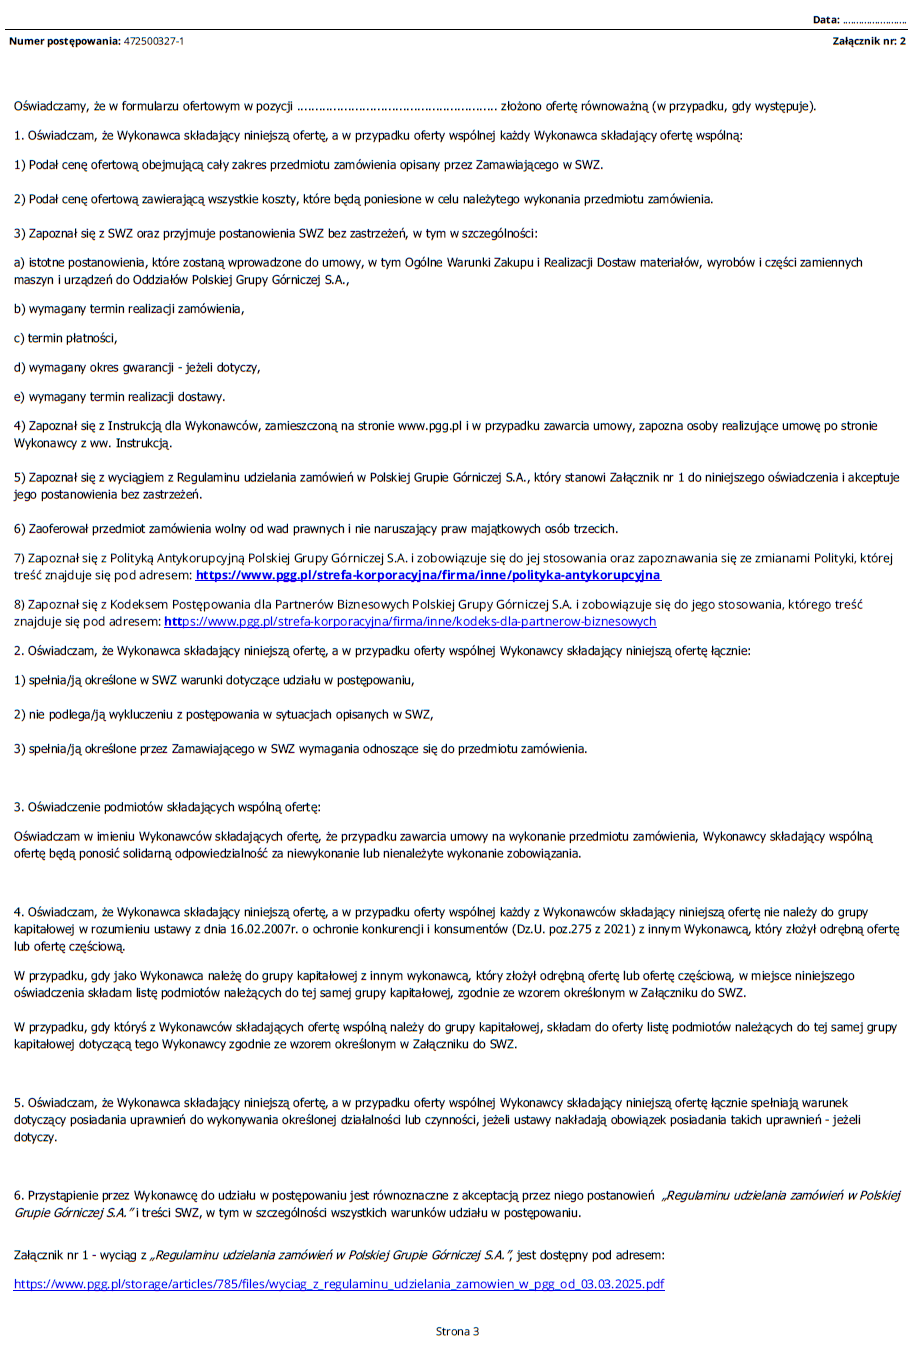 Data: ........................
Numer postępowania: 472500327-1
Załącznik nr: 2
Oświadczamy, że w formularzu ofertowym w pozycji ....................................................... złożono ofertę równoważną (w przypadku, gdy występuje).
1. Oświadczam, że Wykonawca składający niniejszą ofertę, a w przypadku oferty wspólnej każdy Wykonawca składający ofertę wspólną:
1) Podał cenę ofertową obejmującą cały zakres przedmiotu zamówienia opisany przez Zamawiającego w SWZ.
2) Podał cenę ofertową zawierającą wszystkie koszty, które będą poniesione w celu należytego wykonania przedmiotu zamówienia.
3) Zapoznał się z SWZ oraz przyjmuje postanowienia SWZ bez zastrzeżeń, w tym w szczególności:
a) istotne postanowienia, które zostaną wprowadzone do umowy, w tym Ogólne Warunki Zakupu i Realizacji Dostaw materiałów, wyrobów i części zamiennych
maszyn i urządzeń do Oddziałów Polskiej Grupy Górniczej S.A.,
b) wymagany termin realizacji zamówienia,
c) termin płatności,
d) wymagany okres gwarancji - jeżeli dotyczy,
e) wymagany termin realizacji dostawy.
4) Zapoznał się z Instrukcją dla Wykonawców, zamieszczoną na stronie www.pgg.pl i w przypadku zawarcia umowy, zapozna osoby realizujące umowę po stronie
Wykonawcy z ww. Instrukcją.
5) Zapoznał się z wyciągiem z Regulaminu udzielania zamówień w Polskiej Grupie Górniczej S.A., który stanowi Załącznik nr 1 do niniejszego oświadczenia i akceptuje
jego postanowienia bez zastrzeżeń.
6) Zaoferował przedmiot zamówienia wolny od wad prawnych i nie naruszający praw majątkowych osób trzecich.
7) Zapoznał się z Polityką Antykorupcyjną Polskiej Grupy Górniczej S.A. i zobowiązuje się do jej stosowania oraz zapoznawania się ze zmianami Polityki, której
treść znajduje się pod adresem: https://www.pgg.pl/strefa-korporacyjna/firma/inne/polityka-antykorupcyjna
8) Zapoznał się z Kodeksem Postępowania dla Partnerów Biznesowych Polskiej Grupy Górniczej S.A. i zobowiązuje się do jego stosowania, którego treść
znajduje się pod adresem: https://www.pgg.pl/strefa-korporacyjna/firma/inne/kodeks-dla-partnerow-biznesowych
2. Oświadczam, że Wykonawca składający niniejszą ofertę, a w przypadku oferty wspólnej Wykonawcy składający niniejszą ofertę łącznie:
1) spełnia/ją określone w SWZ warunki dotyczące udziału w postępowaniu,
2) nie podlega/ją wykluczeniu z postępowania w sytuacjach opisanych w SWZ,
3) spełnia/ją określone przez Zamawiającego w SWZ wymagania odnoszące się do przedmiotu zamówienia.
3. Oświadczenie podmiotów składających wspólną ofertę:
Oświadczam w imieniu Wykonawców składających ofertę, że przypadku zawarcia umowy na wykonanie przedmiotu zamówienia, Wykonawcy składający wspólną
ofertę będą ponosić solidarną odpowiedzialność za niewykonanie lub nienależyte wykonanie zobowiązania.
4. Oświadczam, że Wykonawca składający niniejszą ofertę, a w przypadku oferty wspólnej każdy z Wykonawców składający niniejszą ofertę nie należy do grupy
kapitałowej w rozumieniu ustawy z dnia 16.02.2007r. o ochronie konkurencji i konsumentów (Dz.U. poz.275 z 2021) z innym Wykonawcą, który złożył odrębną ofertę
lub ofertę częściową.
W przypadku, gdy jako Wykonawca należę do grupy kapitałowej z innym wykonawcą, który złożył odrębną ofertę lub ofertę częściową, w miejsce niniejszego
oświadczenia składam listę podmiotów należących do tej samej grupy kapitałowej, zgodnie ze wzorem określonym w Załączniku do SWZ.
W przypadku, gdy któryś z Wykonawców składających ofertę wspólną należy do grupy kapitałowej, składam do oferty listę podmiotów należących do tej samej grupy
kapitałowej dotyczącą tego Wykonawcy zgodnie ze wzorem określonym w Załączniku do SWZ.
5. Oświadczam, że Wykonawca składający niniejszą ofertę, a w przypadku oferty wspólnej Wykonawcy składający niniejszą ofertę łącznie spełniają warunek
dotyczący posiadania uprawnień do wykonywania określonej działalności lub czynności, jeżeli ustawy nakładają obowiązek posiadania takich uprawnień - jeżeli
dotyczy.
6. Przystąpienie przez Wykonawcę do udziału w postępowaniu jest równoznaczne z akceptacją przez niego postanowień „Regulaminu udzielania zamówień w Polskiej
Grupie Górniczej S.A.” i treści SWZ, w tym w szczególności wszystkich warunków udziału w postępowaniu.
Załącznik nr 1 - wyciąg z „Regulaminu udzielania zamówień w Polskiej Grupie Górniczej S.A.”, jest dostępny pod adresem:
https://www.pgg.pl/storage/articles/785/files/wyciag_z_regulaminu_udzielania_zamowien_w_pgg_od_03.03.2025.pdf
Strona 3